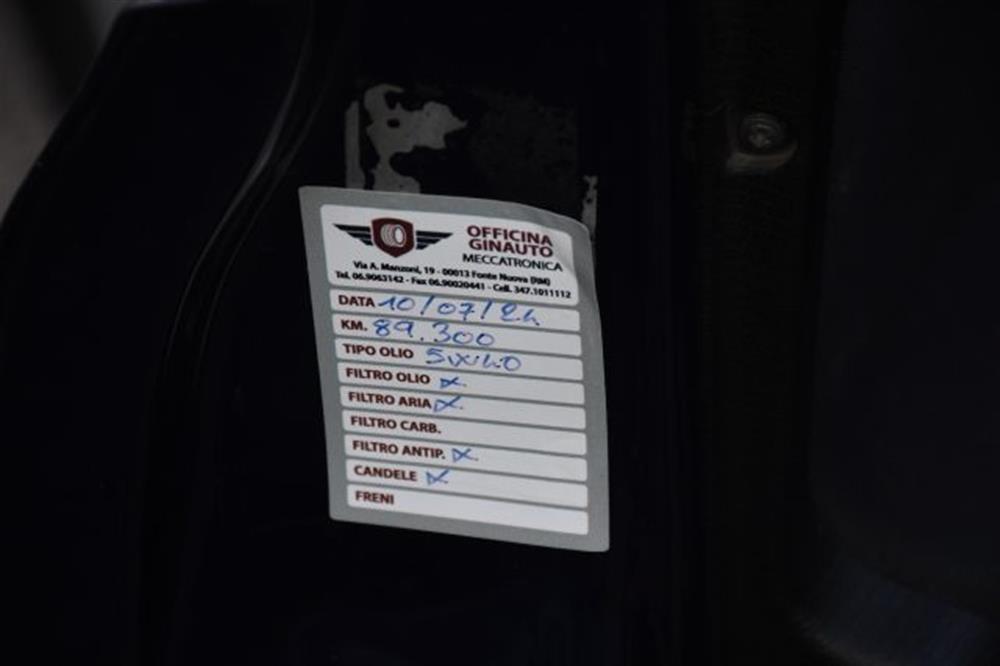 OFFICINA
GINAUTO
MECCATRONICA
Via A. Manzoni, 19 - 00013 Fonte Nuova (RM)
Tel. 06.9063142 - Fax 06.90020441 - Cell. 347.1011112
DATA 10/07/24
KM. 89.300
TIPO OLIO 5W40
FILTRO OLIO X
FILTRO ARIA X
FILTRO CARB.
FILTRO ANTIP. X
CANDELE X
FRENI